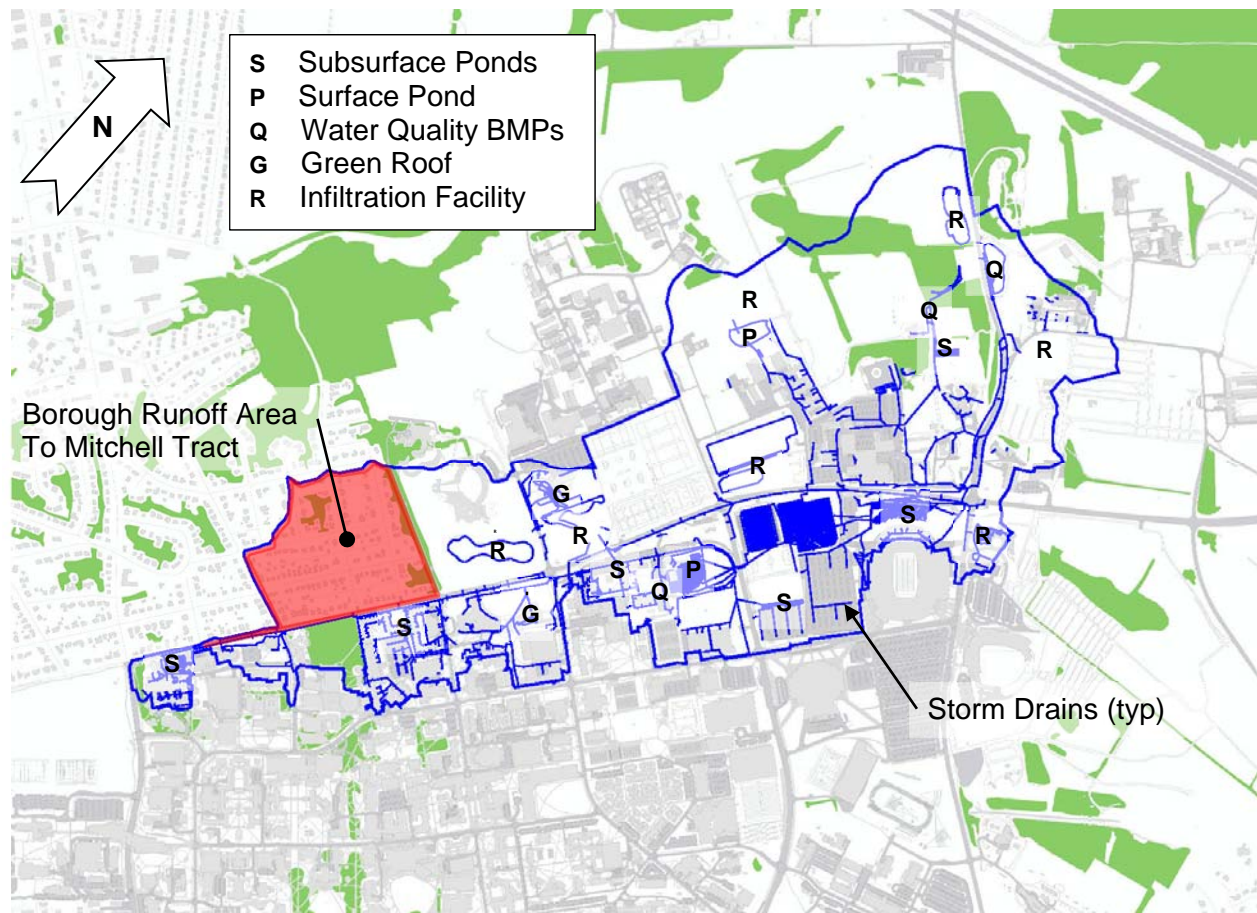 N
S Subsurface Ponds
P Surface Pond
Q Water Quality BMPs
G Green Roof
R Infiltration Facility
R
Q
R
Q
P
S
R
Borough Runoff Area
To Mitchell Tract
R
G
S
R
R
R
S
P
Q
S
G
S
S
Storm Drains (typ)